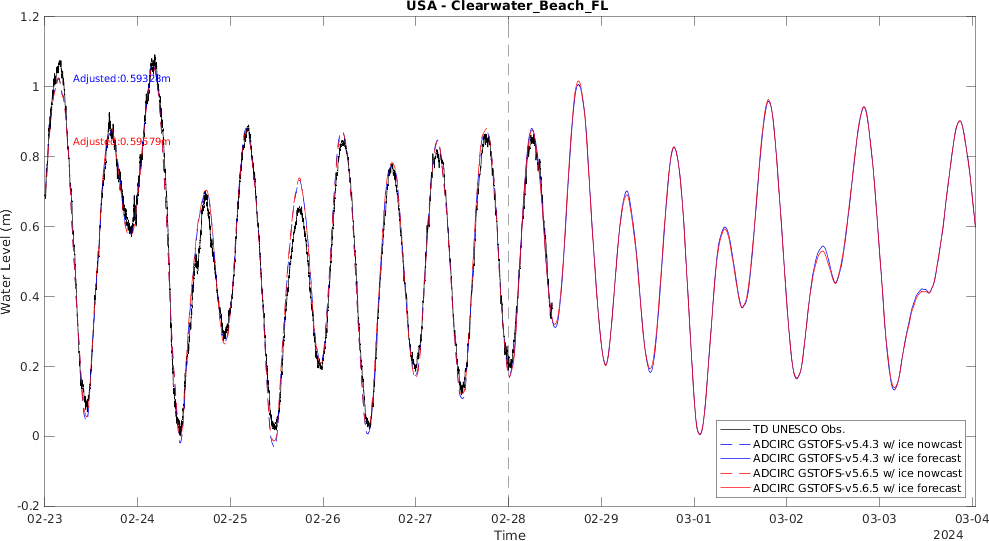 USA - Clearwater_Beach_FL
1.2
1
0.8
0.6
0.4
0.2
0
-0.2
Water Level (m)
Adjusted:0.59328m
Adjusted:0.59579m
TD UNESCO Obs.
ADCIRC GSTOFS-v5.4.3 w/ ice nowcast
ADCIRC GSTOFS-v5.4.3 w/ ice forecast
ADCIRC GSTOFS-v5.6.5 w/ ice nowcast
ADCIRC GSTOFS-v5.6.5 w/ ice forecast
02-23 02-24 02-25 02-26 02-27 02-28 02-29 03-01 03-02 03-03 03-04
Time
2024